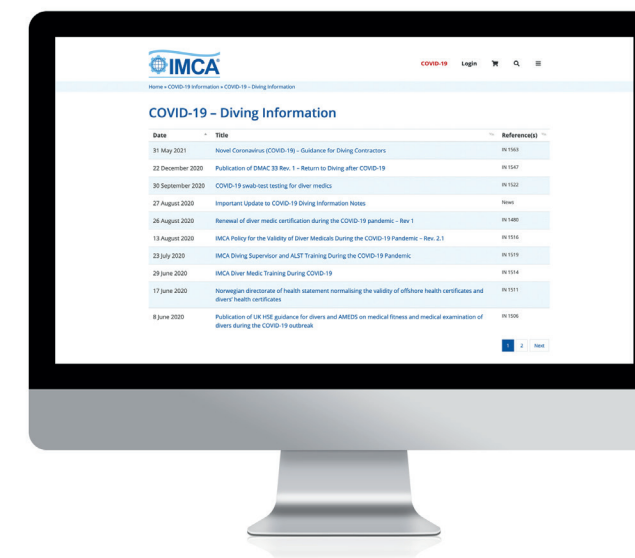 IMCA
COVID-19 Login
Home » COVID-19 Information » COVID-19 – Diving Information
COVID-19 – Diving Information
Date Title Reference(s)
31 May 2021 Novel Coronavirus (COVID-19) – Guidance for Diving Contractors IN 1563
22 December 2020 Publication of DMAC 33 Rev. 1 – Return to Diving after COVID-19 IN 1547
30 September 2020 COVID-19 swab-test testing for diver medics IN 1522
27 August 2020 Important Update to COVID-19 Diving Information Notes News
26 August 2020 Renewal of diver medic certification during the COVID-19 pandemic – Rev 1 IN 1480
13 August 2020 IMCA Policy for the Validity of Diver Medicals During the COVID-19 Pandemic – Rev. 2.1 IN 1516
23 July 2020 IMCA Diving Supervisor and ALST Training During the COVID-19 Pandemic IN 1519
29 June 2020 IMCA Diver Medic Training During COVID-19 IN 1514
17 June 2020 Norwegian directorate of health statement normalising the validity of offshore health certificates and IN 1511
divers' health certificates
8 June 2020 Publication of UK HSE guidance for divers and AMEDS on medical fitness and medical examination of IN 1506
divers during the COVID-19 outbreak
1 2 Next